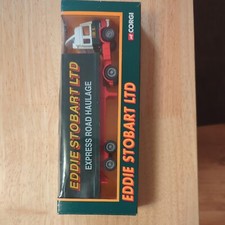 CORGI
EDDIE STOBART LTD
EXPRESS ROAD HAULAGE
EDDIE STOBART LTD